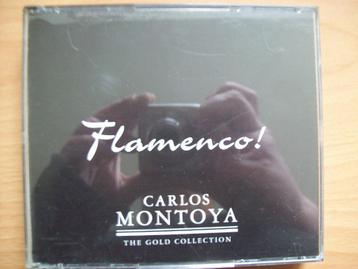 Flamenco!
CARLOS
MONTOYA
THE GOLD COLLECTION